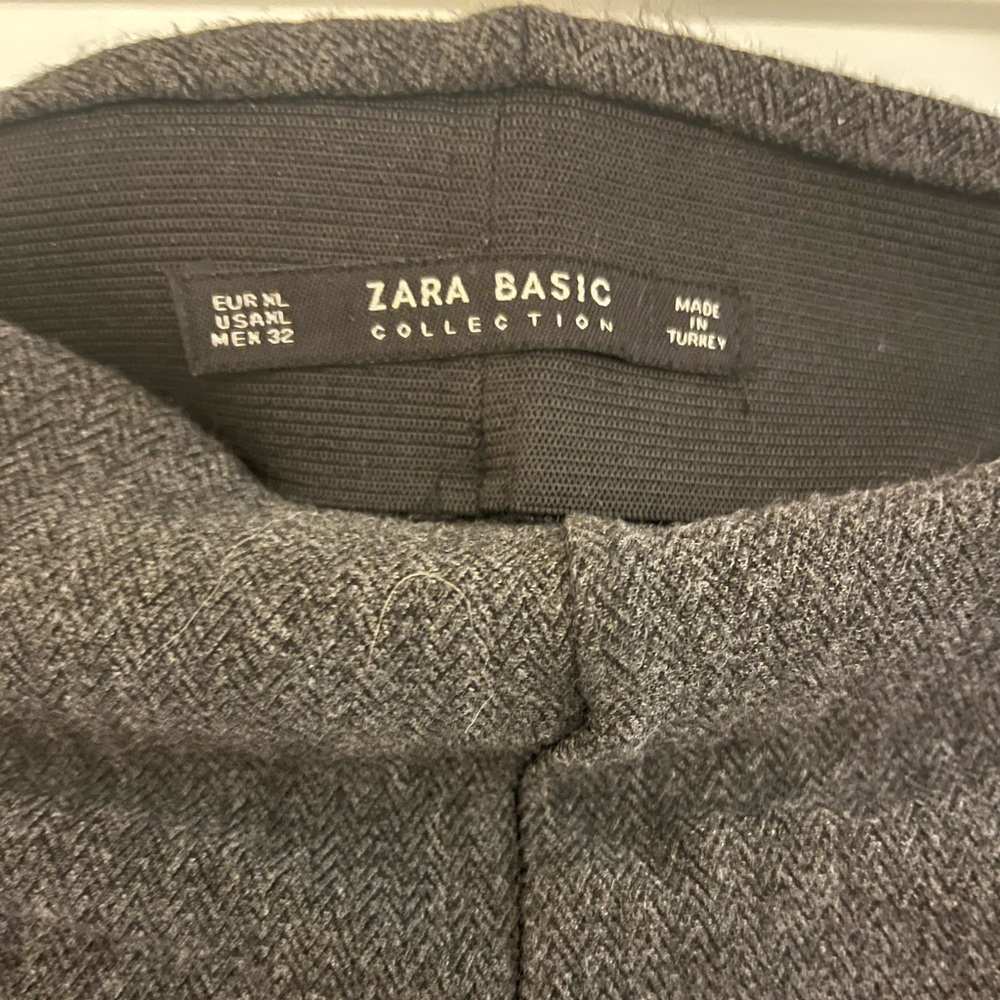 EUR XL
USA XL
MEX 32
ZARA BASIC
COLLECTION
MADE
IN
TURKEY